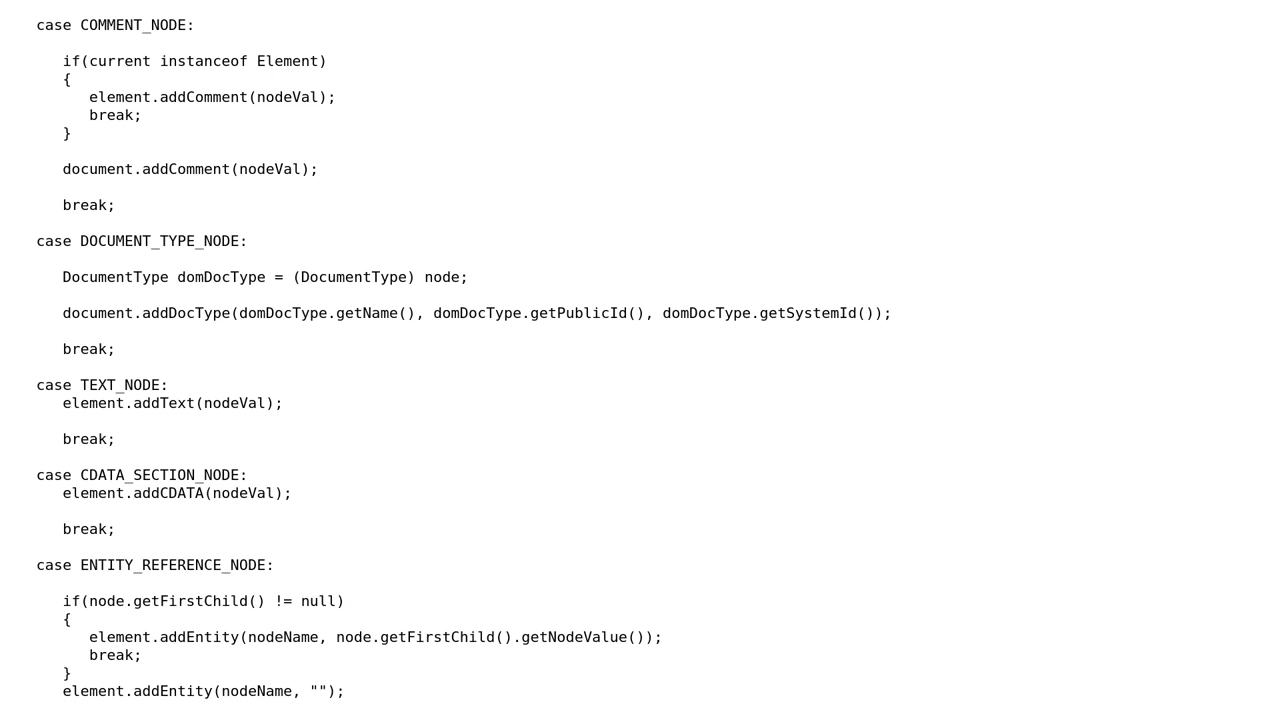 case COMMENT_NODE:
if(current instanceof Element)
{
element.addComment(nodeVal);
break;
}
document.addComment(nodeVal);
break;
case DOCUMENT_TYPE_NODE:
DocumentType domDocType = (DocumentType) node;
document.addDocType(domDocType.getName(), domDocType.getPublicId(), domDocType.getSystemId());
break;
case TEXT_NODE:
element.addText(nodeVal);
break;
case CDATA_SECTION_NODE:
element.addCDATA(nodeVal);
break;
case ENTITY_REFERENCE_NODE:
if(node.getFirstChild() != null)
{
element.addEntity(nodeName, node.getFirstChild().getNodeValue());
break;
}
element.addEntity(nodeName, "");